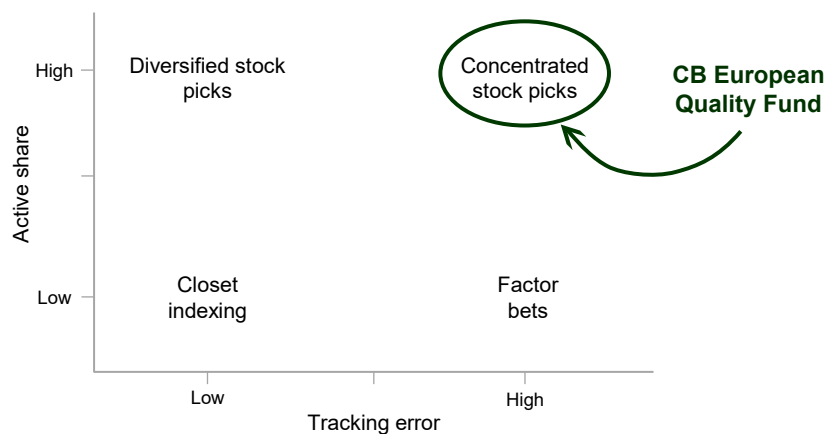 High
Diversified stock
picks
Concentrated
stock picks
CB European
Quality Fund
Active share
Low
Closet
indexing
Factor
bets
Low
High
Tracking error